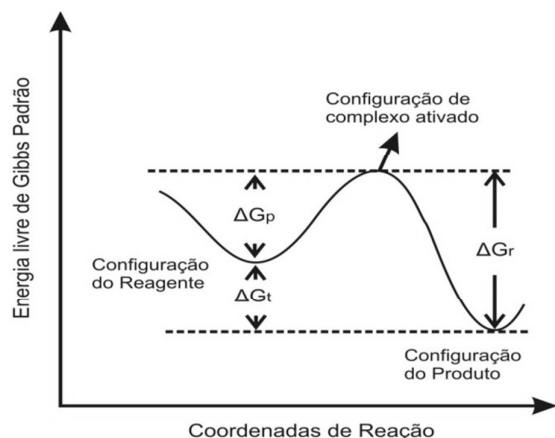 Energia livre de Gibbs Padrão
Configuração de
complexo ativado
ΔGp
Configuração
do Reagente
ΔGt
ΔGr
Configuração
do Produto
Coordenadas de Reação